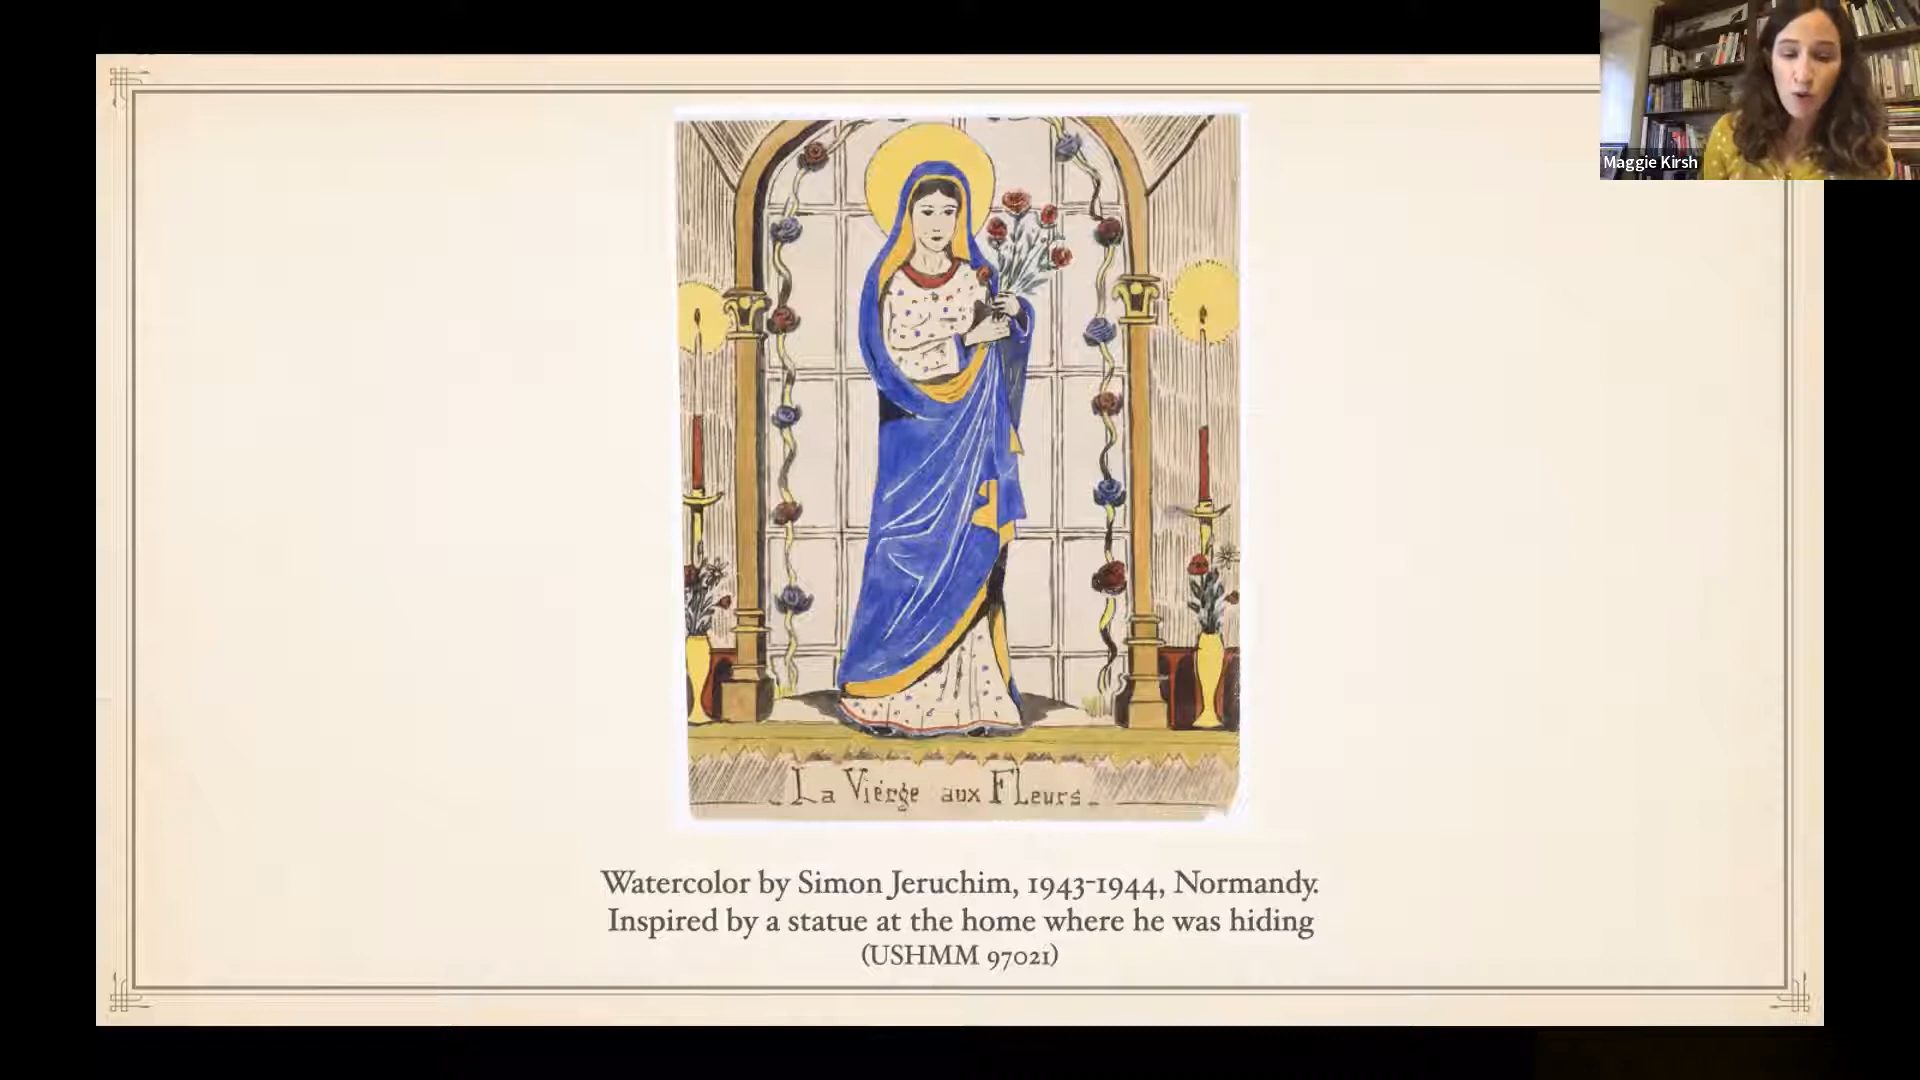 Maggie Kirsh
La Viérge aux FLeurs.
Watercolor by Simon Jeruchim, 1943-1944, Normandy.
Inspired by a statue at the home where he was hiding
(USHMM 97021)